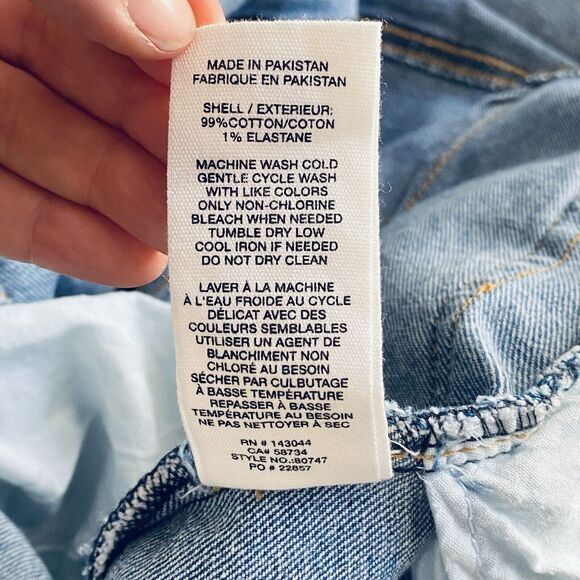 MADE IN PAKISTAN
FABRIQUE EN PAKISTAN
SHELL / EXTERIEUR:
99%COTTON/COTON
1% ELASTANE
MACHINE WASH COLD
GENTLE CYCLE WASH
WITH LIKE COLORS
ONLY NON-CHLORINE
BLEACH WHEN NEEDED
TUMBLE DRY LOW
COOL IRON IF NEEDED
DO NOT DRY CLEAN
LAVER À LA MACHINE
À L'EAU FROIDE AU CYCLE
DÉLICAT AVEC DES
COULEURS SEMBLABLES
UTILISER UN AGENT DE
BLANCHIMENT NON
CHLORÉ AU BESOIN
SÉCHER PAR CULBUTAGE
À BASSE TEMPÉRATURE
REPASSER À BASSE
TEMPÉRATURE AU BESOIN
NE PAS NETTOYER À SEC
RN # 143044
CA# 58734
STYLE NO.:80747
PO # 22857